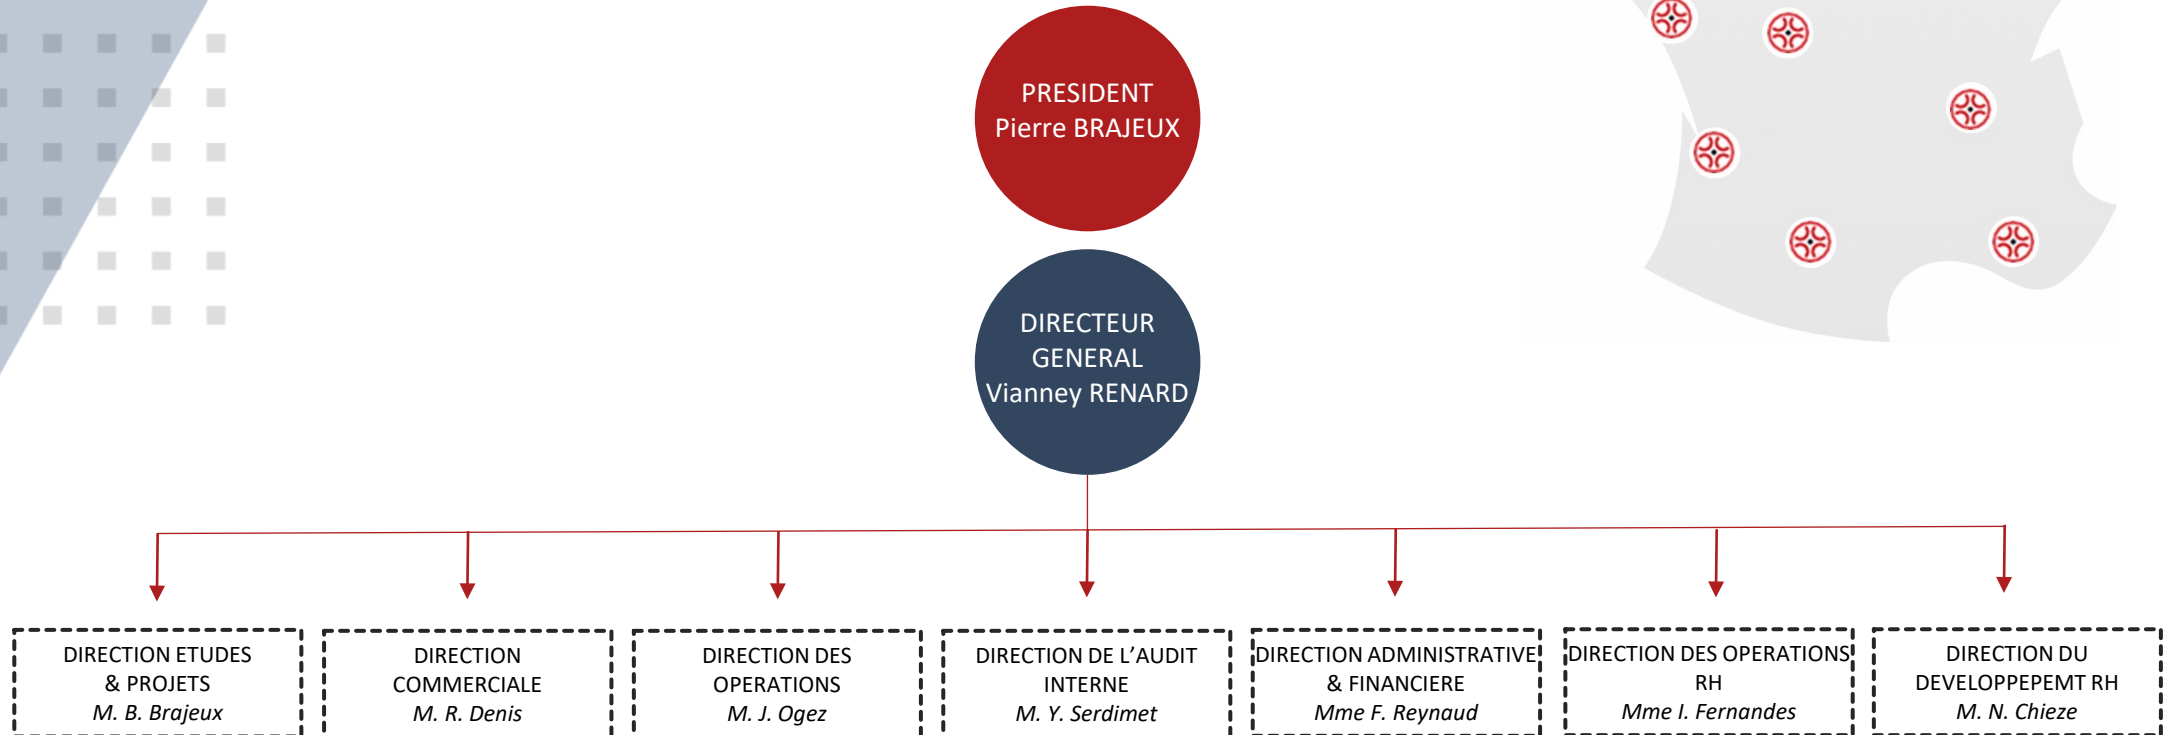 PRESIDENT
Pierre BRAJEUX
DIRECTEUR
GENERAL
Vianney RENARD
DIRECTION ETUDES
& PROJETS
M. B. Brajeux
DIRECTION
COMMERCIALE
M. R. Denis
DIRECTION DES
OPERATIONS
M. J. Ogez
DIRECTION DE L’AUDIT
INTERNE
M. Y. Serdimet
DIRECTION ADMINISTRATIVE
& FINANCIERE
Mme F. Reynaud
DIRECTION DES OPERATIONS
RH
Mme I. Fernandes
DIRECTION DU
DEVELOPPEPEMT RH
M. N. Chieze